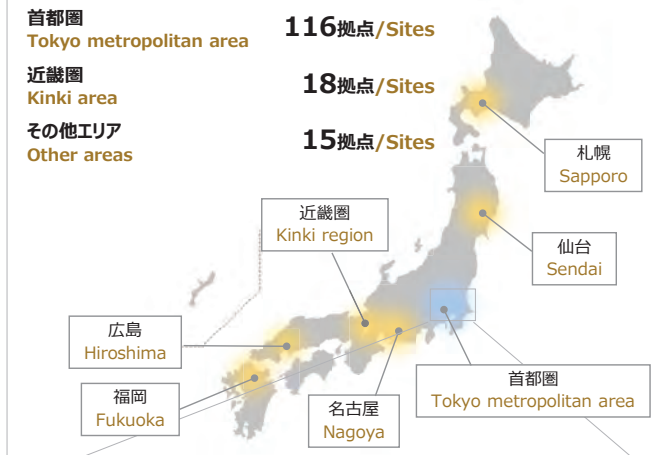 首都圏 116拠点/Sites
Tokyo metropolitan area
近畿圏 18拠点/Sites
Kinki area
その他エリア 15拠点/Sites
Other areas
札幌
Sapporo
近畿圏
Kinki region
仙台
Sendai
広島
Hiroshima
福岡
Fukuoka
名古屋
Nagoya
首都圏
Tokyo metropolitan area